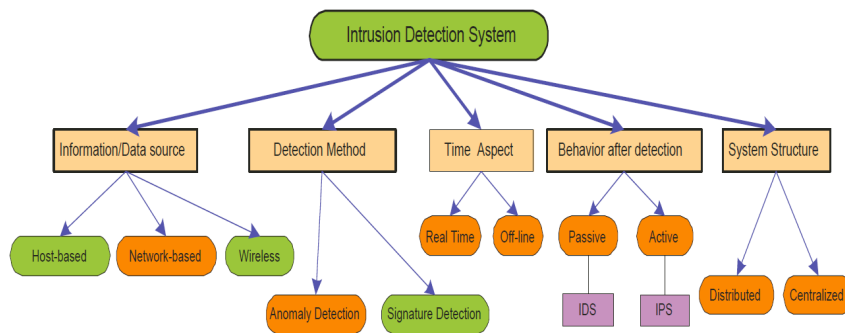 Intrusion Detection System
Information/Data source
Detection Method
Time Aspect
Behavior after detection
System Structure
Host-based
Network-based
Wireless
Real Time
Off-line
Passive
Active
Anomaly Detection
Signature Detection
IDS
IPS
Distributed
Centralized